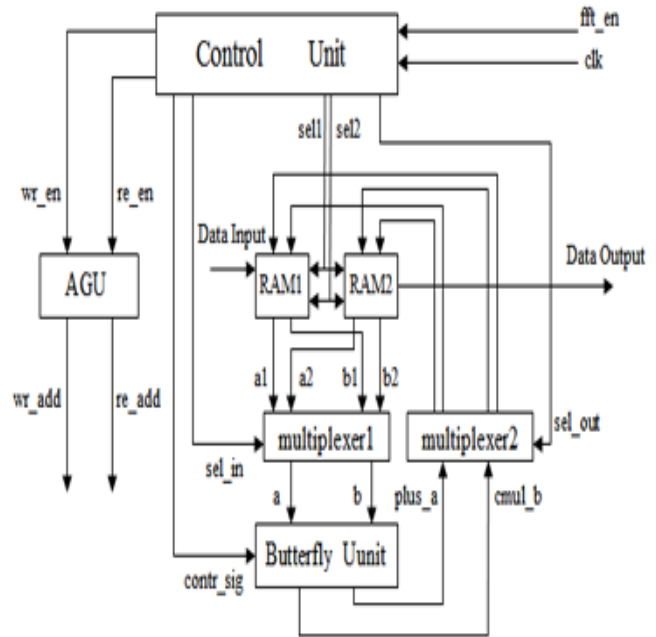 fft_en
Control Unit
clk
sel1 sel2
wr_en
re_en
Data Input
Data Output
AGU
RAM1
RAM2
a1
a2
b1
b2
wr_add
re_add
multiplexer1
multiplexer2
sel_out
sel_in
a
b
plus_a
cmul_b
Butterfly Uunit
contr_sig